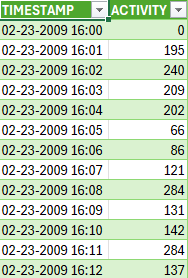 TIMESTAMP ACTIVITY
02-23-2009 16:00 0
02-23-2009 16:01 195
02-23-2009 16:02 240
02-23-2009 16:03 209
02-23-2009 16:04 202
02-23-2009 16:05 66
02-23-2009 16:06 86
02-23-2009 16:07 121
02-23-2009 16:08 284
02-23-2009 16:09 131
02-23-2009 16:10 142
02-23-2009 16:11 284
02-23-2009 16:12 137